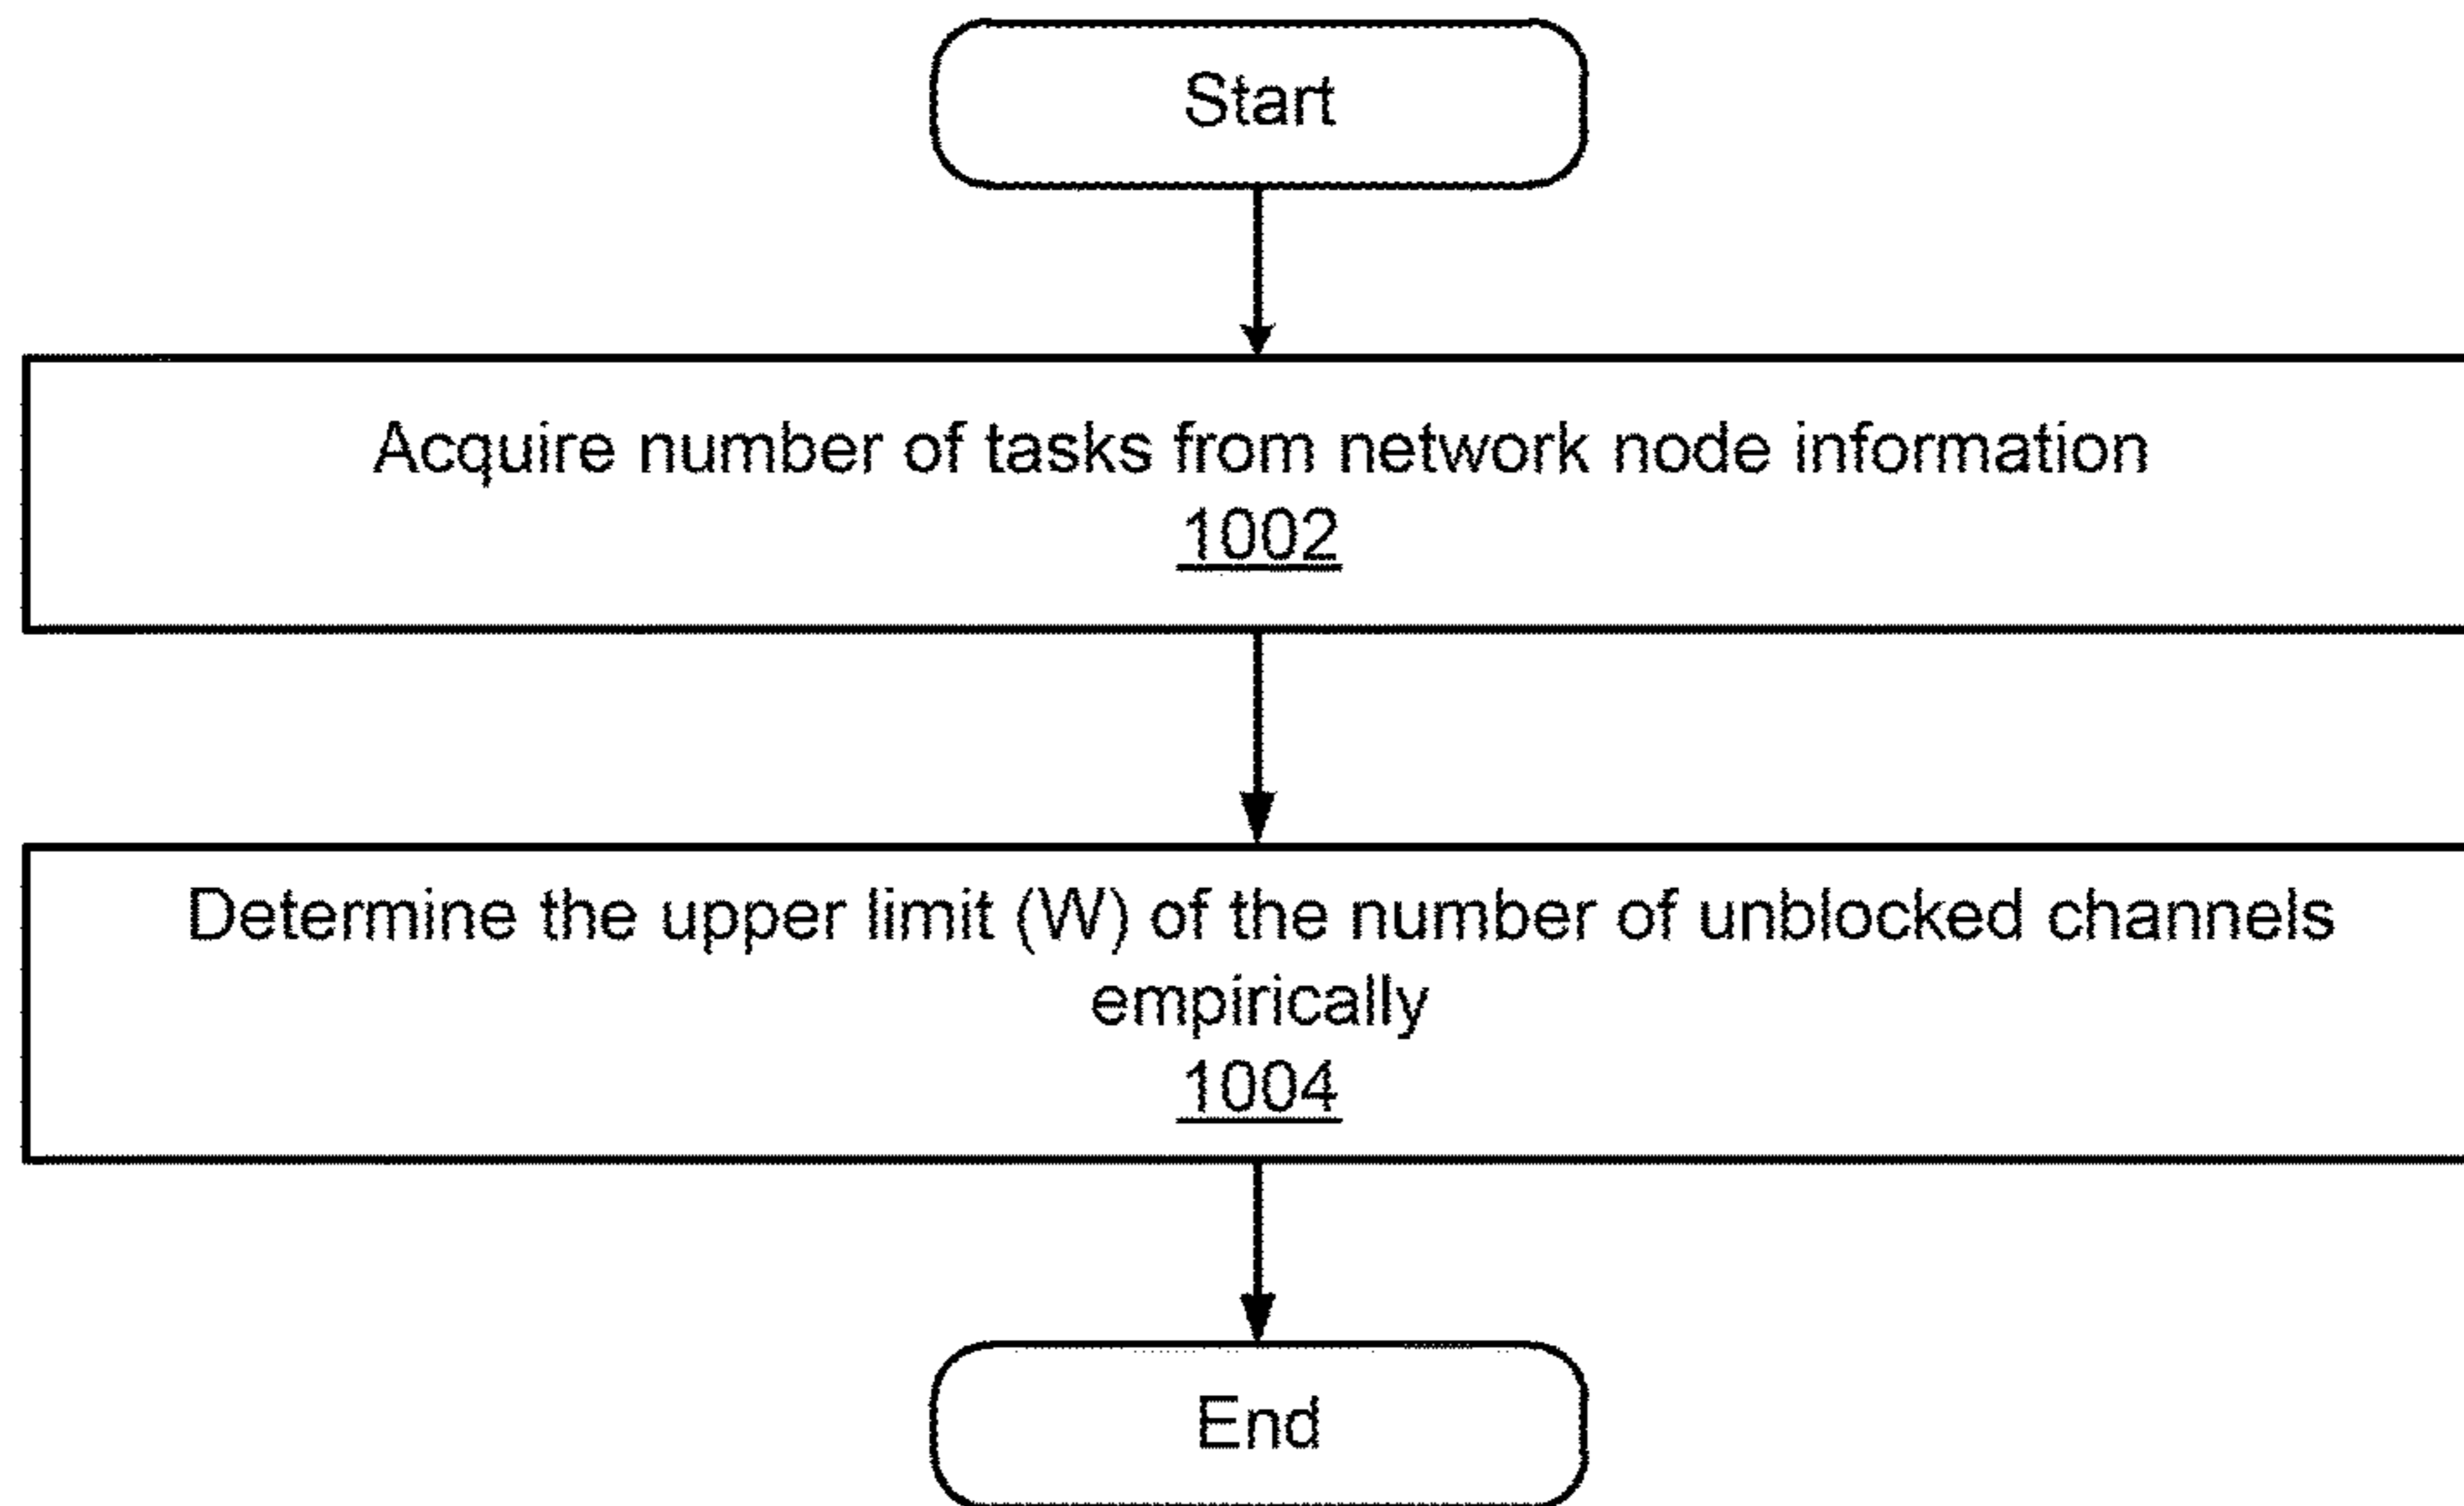 Start
Acquire number of tasks from network node information
1002
Determine the upper limit (W) of the number of unblocked channels
empirically
1004
End